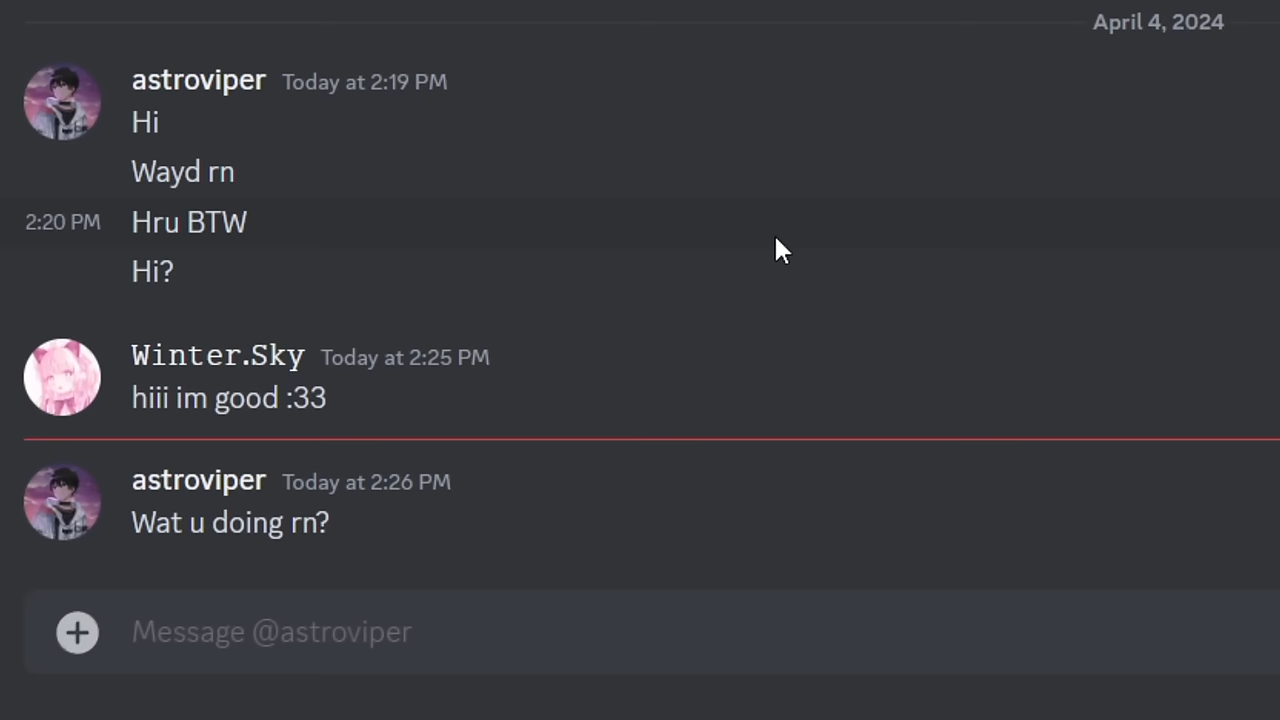 April 4, 2024
astroviper Today at 2:19 PM
Hi
Wayd rn
2:20 PM Hru BTW
Hi?
Winter.Sky Today at 2:25 PM
hiii im good :33
astroviper Today at 2:26 PM
Wat u doing rn?
Message @astroviper